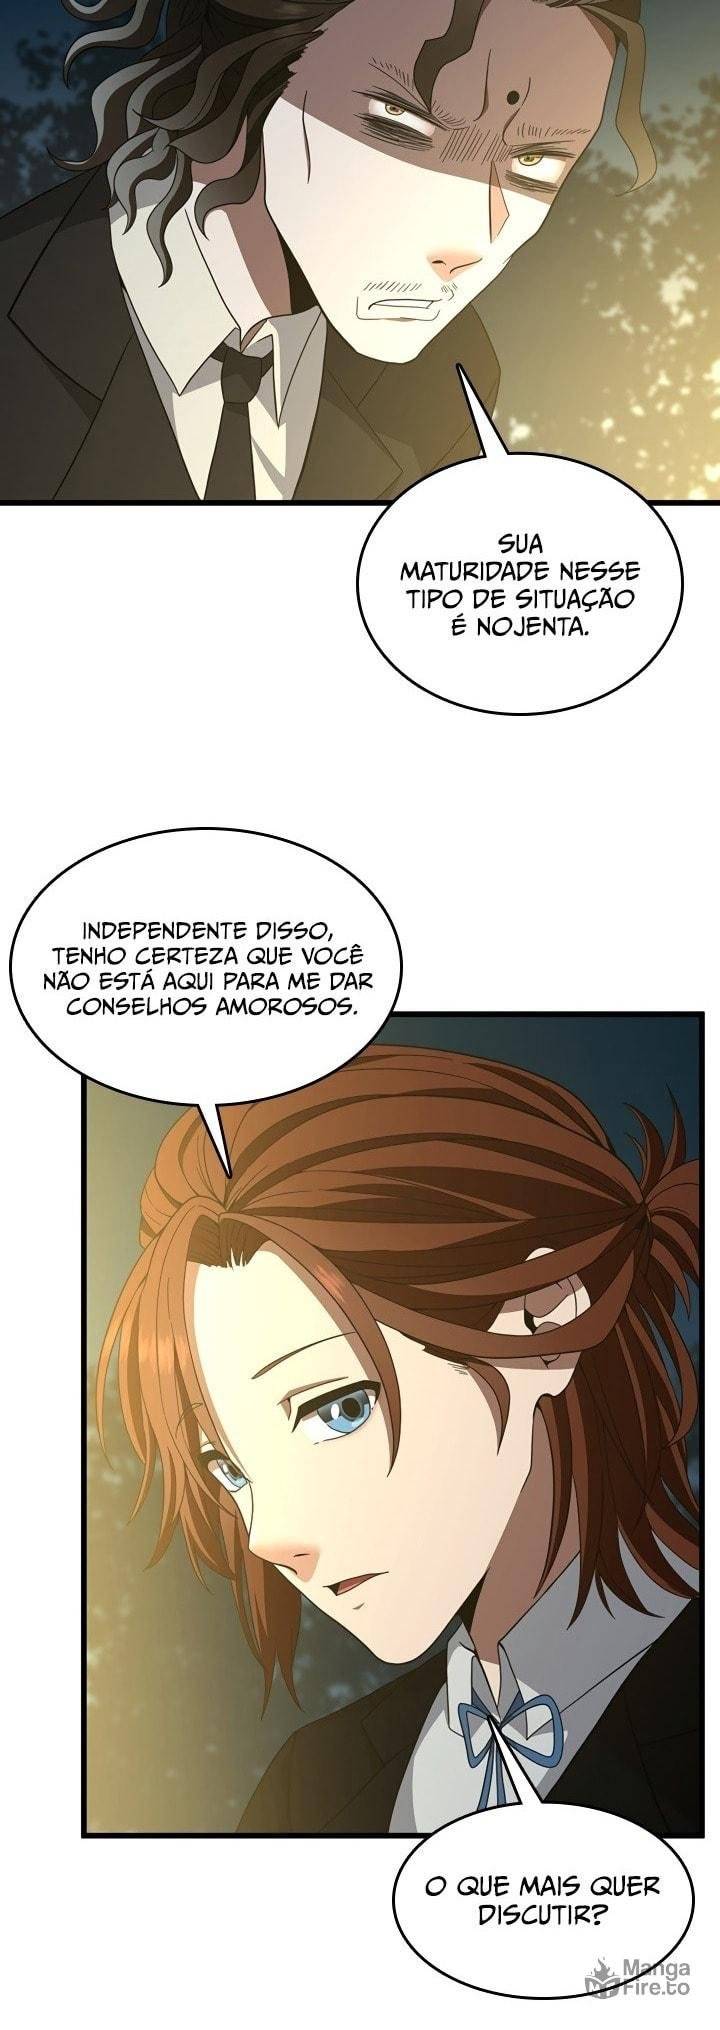 SUA
MATURIDADE NESSE
TIPO DE SITUAÇÃO
É NOJENTA.
INDEPENDENTE DISSO,
TENHO CERTEZA QUE VOCÊ
NÃO ESTÁ AQUI PARA ME DAR
CONSELHOS AMOROSOS.
O QUE MAIS QUER
DISCUTIR?
Manga
Fire.to